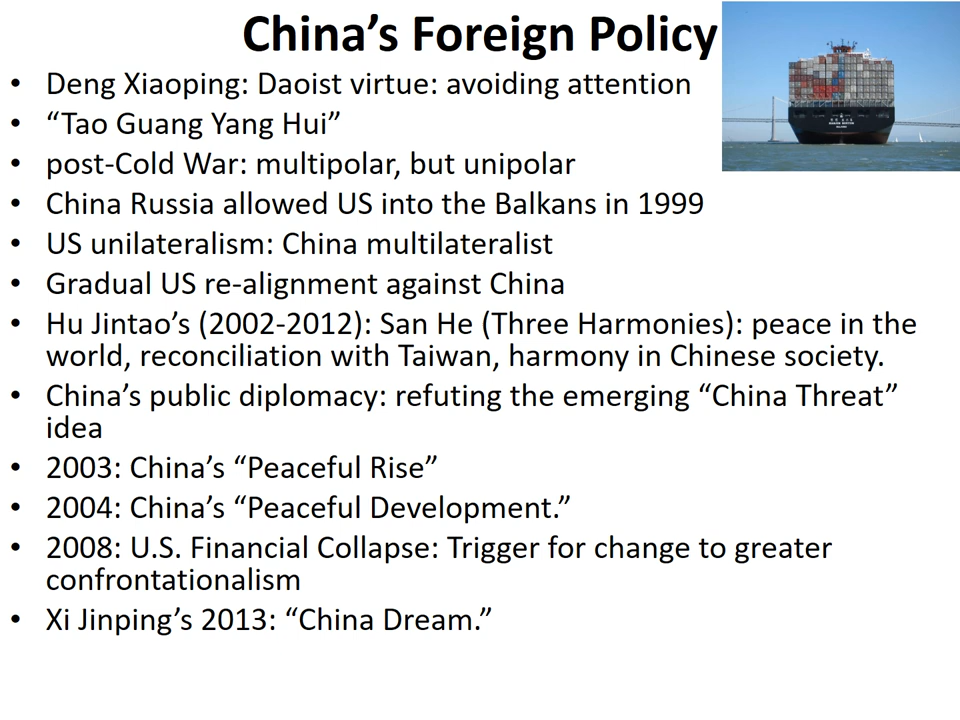 China’s Foreign Policy
• Deng Xiaoping: Daoist virtue: avoiding attention
• “Tao Guang Yang Hui”
• post-Cold War: multipolar, but unipolar
• China Russia allowed US into the Balkans in 1999
• US unilateralism: China multilateralist
• Gradual US re-alignment against China
• Hu Jintao’s (2002-2012): San He (Three Harmonies): peace in the
world, reconciliation with Taiwan, harmony in Chinese society.
• China’s public diplomacy: refuting the emerging “China Threat”
idea
• 2003: China’s “Peaceful Rise”
• 2004: China’s “Peaceful Development.”
• 2008: U.S. Financial Collapse: Trigger for change to greater
confrontationalism
• Xi Jinping’s 2013: “China Dream.”